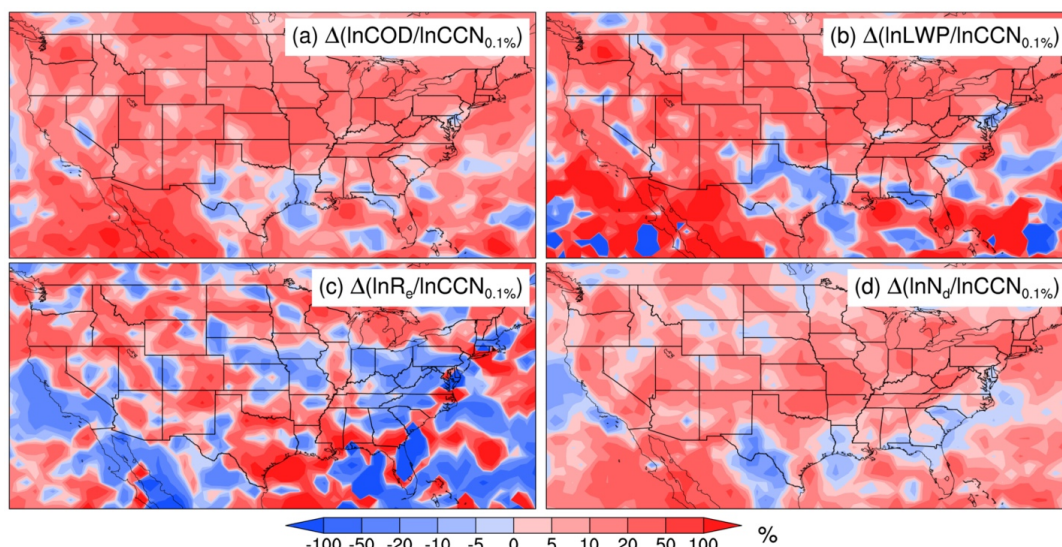 (a) Δ(lnCOD/lnCCN0.1%)
(b) Δ(lnLWP/lnCCN0.1%)
(c) Δ(lnRe/lnCCN0.1%)
(d) Δ(lnNd/lnCCN0.1%)
-100 -50 -20 -10 -5 0 5 10 20 50 100 %